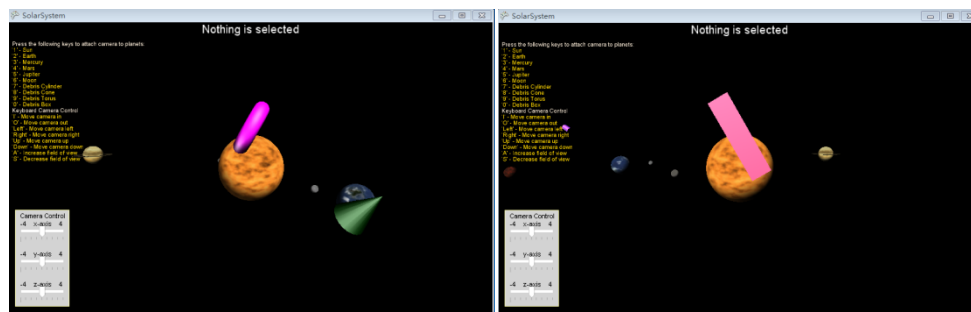 SolarSystem
Nothing is selected
Press the following keys to attach camera to planets
'1' - Sun
'2' - Earth
'3' - Mercury
'4' - Mars
'5' - Jupiter
'6' - Moon
'7' - Debris Cylinder
'8' - Debris Cone
'9' - Debris Torus
'0' - Debris Box
Keyboard Camera Control
'I' - Move camera in
'O' - Move camera out
'Left' - Move camera left
'Right' - Move camera right
'Up' - Move camera up
'Down' - Move camera down
'A' - Increase field of view
'S' - Decrease field of view
Camera Control
-4 x-axis 4
-4 y-axis 4
-4 z-axis 4
SolarSystem
Nothing is selected
Press the following keys to attach camera to planets
'1' - Sun
'2' - Earth
'3' - Mercury
'4' - Mars
'5' - Jupiter
'6' - Moon
'7' - Debris Cylinder
'8' - Debris Cone
'9' - Debris Torus
'0' - Debris Box
Keyboard Camera Control
'I' - Move camera in
'O' - Move camera out
'Left' - Move camera left
'Right' - Move camera right
'Up' - Move camera up
'Down' - Move camera down
'A' - Increase field of view
'S' - Decrease field of view
Camera Control
-4 x-axis 4
-4 y-axis 4
-4 z-axis 4